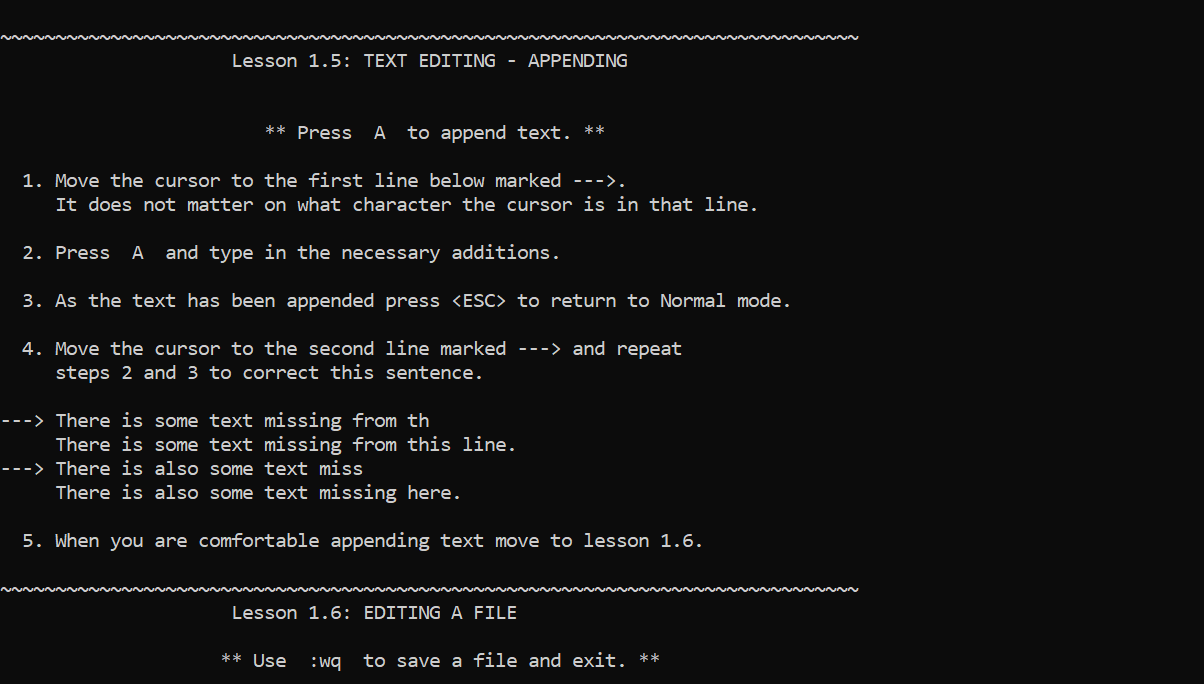 ~~~~~~~~~~~~~~~~~~~~~~~~~~~~~~~~~~~~~~~~~~~~~~~~~~~~~~~~~~~~~~~~~~~~~~~~~~~~~~
Lesson 1.5: TEXT EDITING - APPENDING
** Press  A  to append text. **
1. Move the cursor to the first line below marked --->.
It does not matter on what character the cursor is in that line.
2. Press  A  and type in the necessary additions.
3. As the text has been appended press <ESC> to return to Normal mode.
4. Move the cursor to the second line marked ---> and repeat
steps 2 and 3 to correct this sentence.
---> There is some text missing from th
There is some text missing from this line.
---> There is also some text miss
There is also some text missing here.
5. When you are comfortable appending text move to lesson 1.6.
~~~~~~~~~~~~~~~~~~~~~~~~~~~~~~~~~~~~~~~~~~~~~~~~~~~~~~~~~~~~~~~~~~~~~~~~~~~~~~
Lesson 1.6: EDITING A FILE
** Use  :wq  to save a file and exit. **